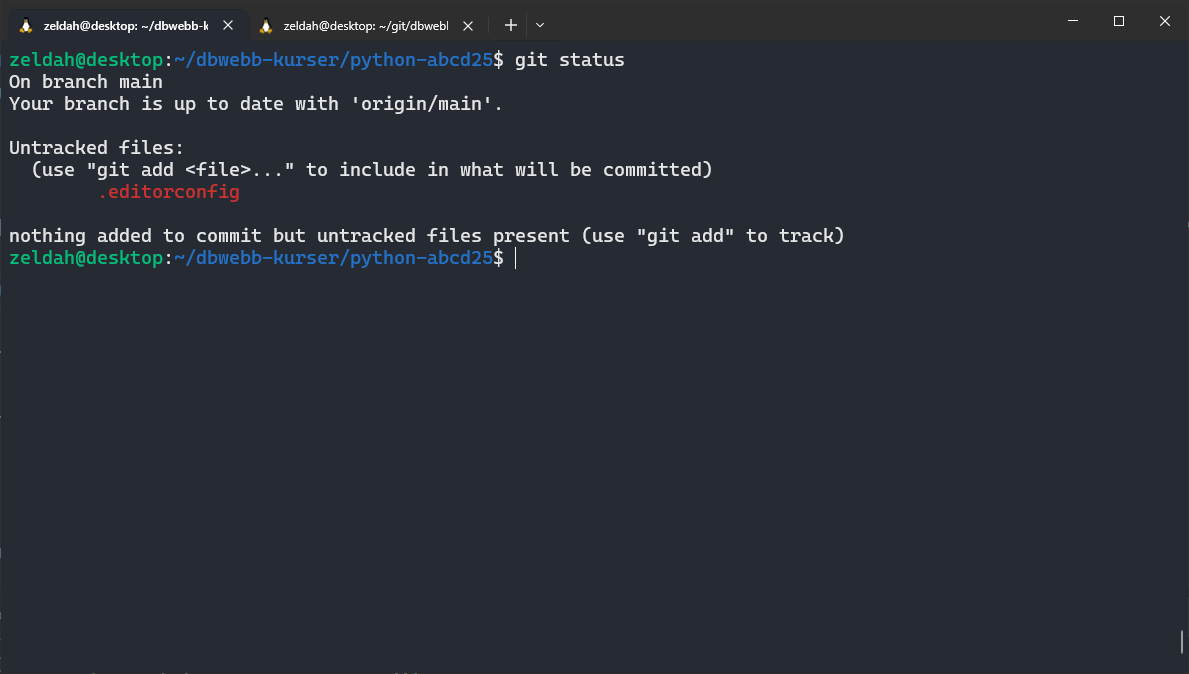 zeldah@desktop: ~/dbwebb-k
zeldah@desktop: ~/git/dbwebl
zeldah@desktop:~/dbwebb-kurser/python-abcd25$ git status
On branch main
Your branch is up to date with 'origin/main'.
Untracked files:
(use "git add <file>..." to include in what will be committed)
.editorconfig
nothing added to commit but untracked files present (use "git add" to track)
zeldah@desktop:~/dbwebb-kurser/python-abcd25$